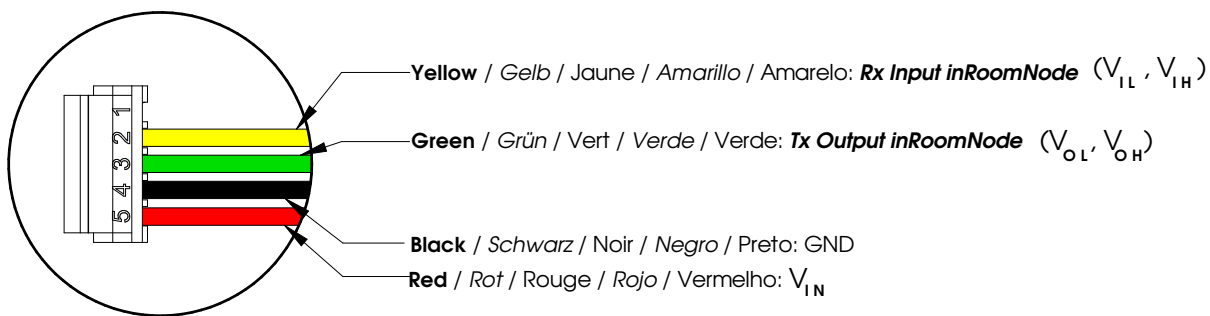 Yellow / Gelb / Jaune / Amarillo / Amarelo: Rx Input inRoomNode (VIL , VIH)
Green / Grün / Vert / Verde / Verde: Tx Output inRoomNode (VOL, VOH)
Black / Schwarz / Noir / Negro / Preto: GND
Red / Rot / Rouge / Rojo / Vermelho: VIN
1
2
3
4
5